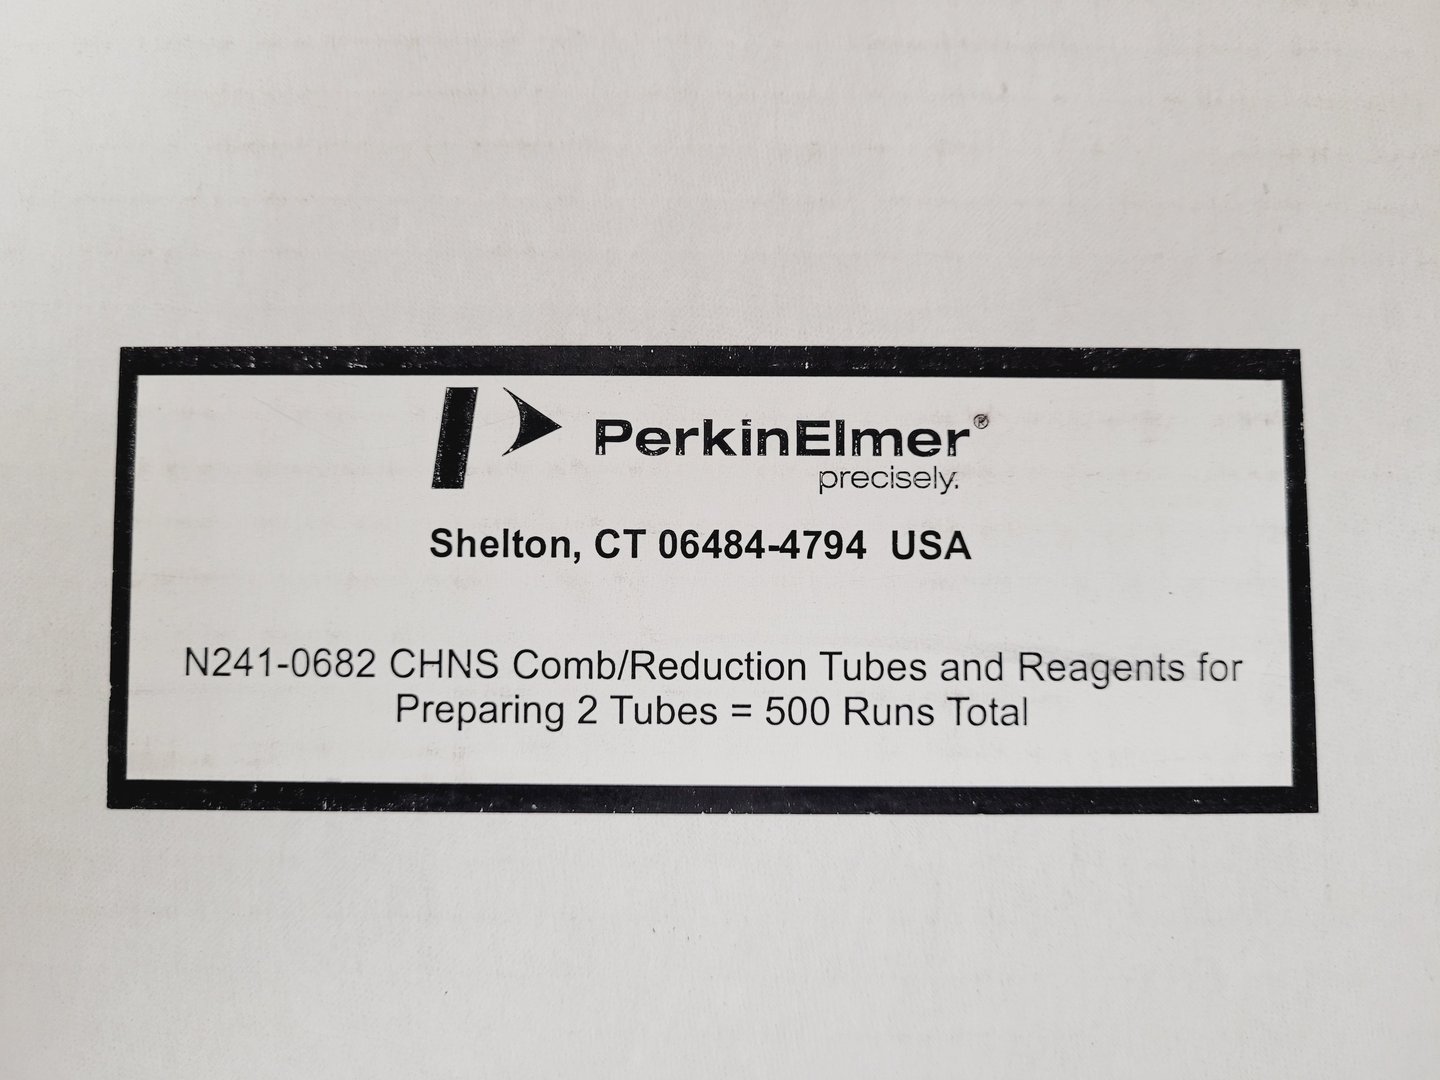 PerkinElmer®
precisely.
Shelton, CT 06484-4794 USA
N241-0682 CHNS Comb/Reduction Tubes and Reagents for
Preparing 2 Tubes = 500 Runs Total